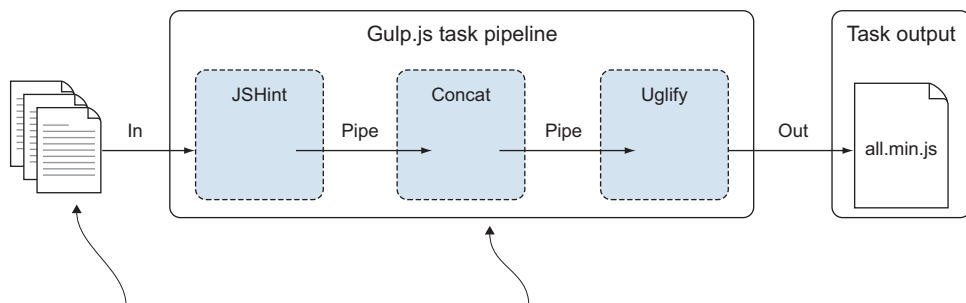 Gulp.js task pipeline
Task output
JSHint
Concat
Uglify
In
Pipe
Pipe
Out
all.min.js